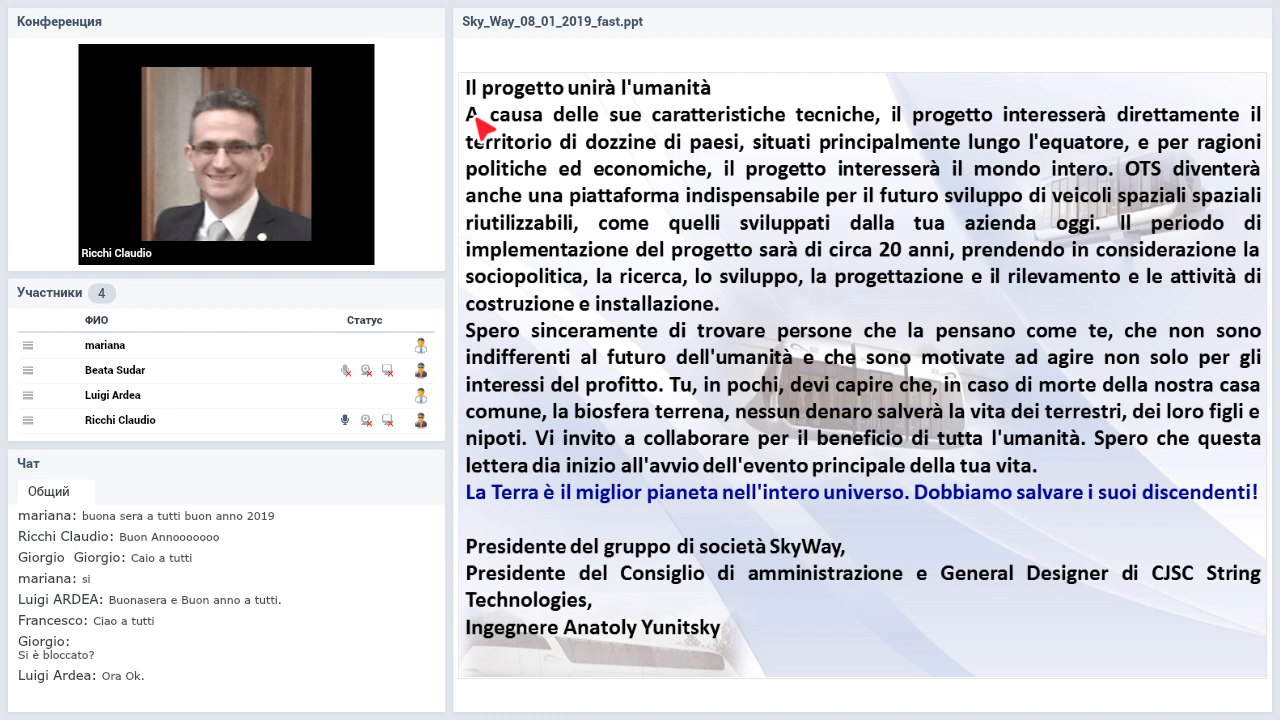 Конференция
Ricchi Claudio
Участники 4
ФИО Статус
mariana
Beata Sudar
Luigi Ardea
Ricchi Claudio
Чат
Общий
mariana: buona sera a tutti buon anno 2019
Ricchi Claudio: Buon Annooooooo
Giorgio Giorgio: Caio a tutti
mariana: si
Luigi ARDEA: Buonasera e Buon anno a tutti.
Francesco: Ciao a tutti
Giorgio:
Si è bloccato?
Luigi Ardea: Ora Ok.
Sky_Way_08_01_2019_fast.ppt
Il progetto unirà l'umanità
A causa delle sue caratteristiche tecniche, il progetto interesserà direttamente il
territorio di dozzine di paesi, situati principalmente lungo l'equatore, e per ragioni
politiche ed economiche, il progetto interesserà il mondo intero. OTS diventerà
anche una piattaforma indispensabile per il futuro sviluppo di veicoli spaziali spaziali
riutilizzabili, come quelli sviluppati dalla tua azienda oggi. Il periodo di
implementazione del progetto sarà di circa 20 anni, prendendo in considerazione la
sociopolitica, la ricerca, lo sviluppo, la progettazione e il rilevamento e le attività di
costruzione e installazione.
Spero sinceramente di trovare persone che la pensano come te, che non sono
indifferenti al futuro dell'umanità e che sono motivate ad agire non solo per gli
interessi del profitto. Tu, in pochi, devi capire che, in caso di morte della nostra casa
comune, la biosfera terrena, nessun denaro salverà la vita dei terrestri, dei loro figli e
nipoti. Vi invito a collaborare per il beneficio di tutta l'umanità. Spero che questa
lettera dia inizio all'avvio dell'evento principale della tua vita.
La Terra è il miglior pianeta nell'intero universo. Dobbiamo salvare i suoi discendenti!
Presidente del gruppo di società SkyWay,
Presidente del Consiglio di amministrazione e General Designer di CJSC String
Technologies,
Ingegnere Anatoly Yunitsky